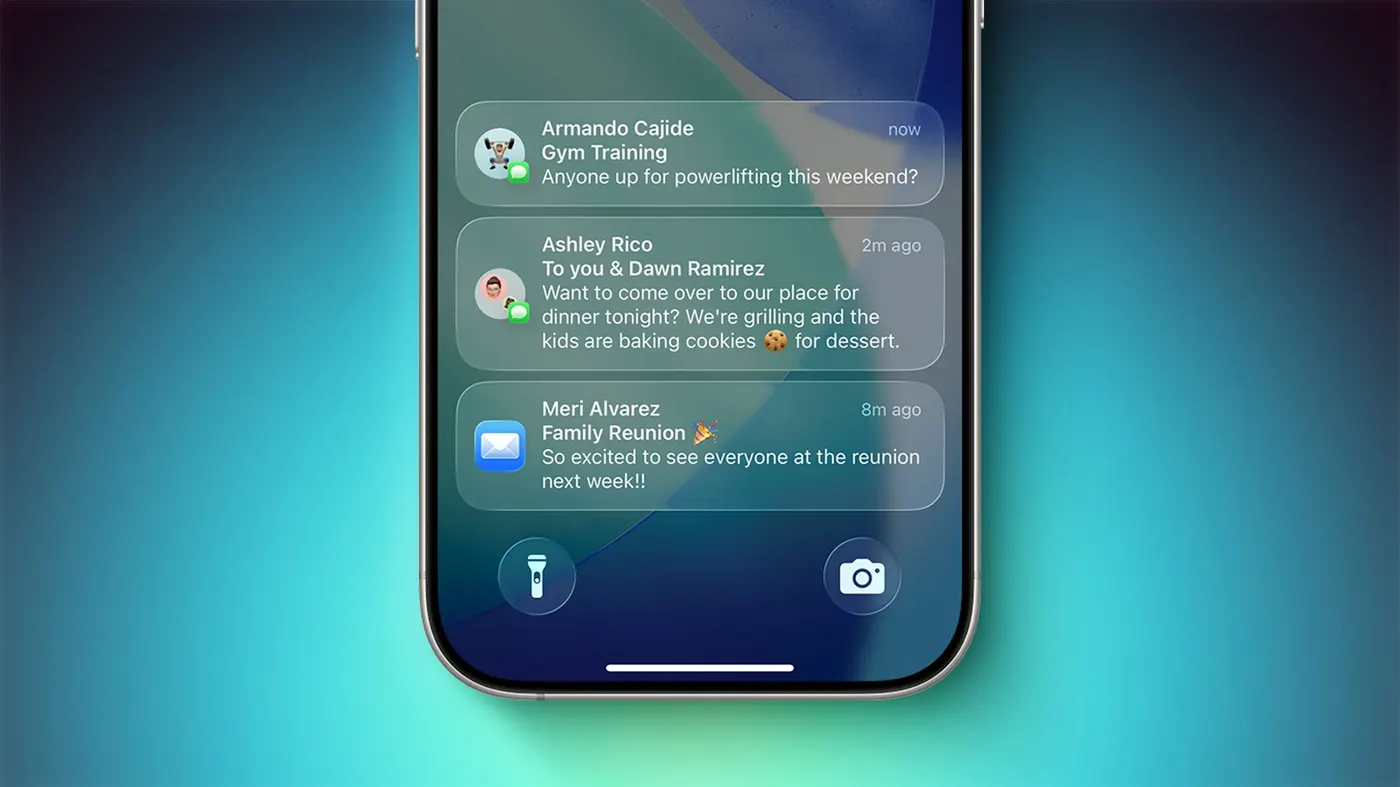 Armando Cajide
now
Gym Training
Anyone up for powerlifting this weekend?
Ashley Rico
2m ago
To you & Dawn Ramirez
Want to come over to our place for
dinner tonight? We're grilling and the
kids are baking cookies 🍪 for dessert.
Meri Alvarez
8m ago
Family Reunion 🎉
So excited to see everyone at the reunion
next week!!